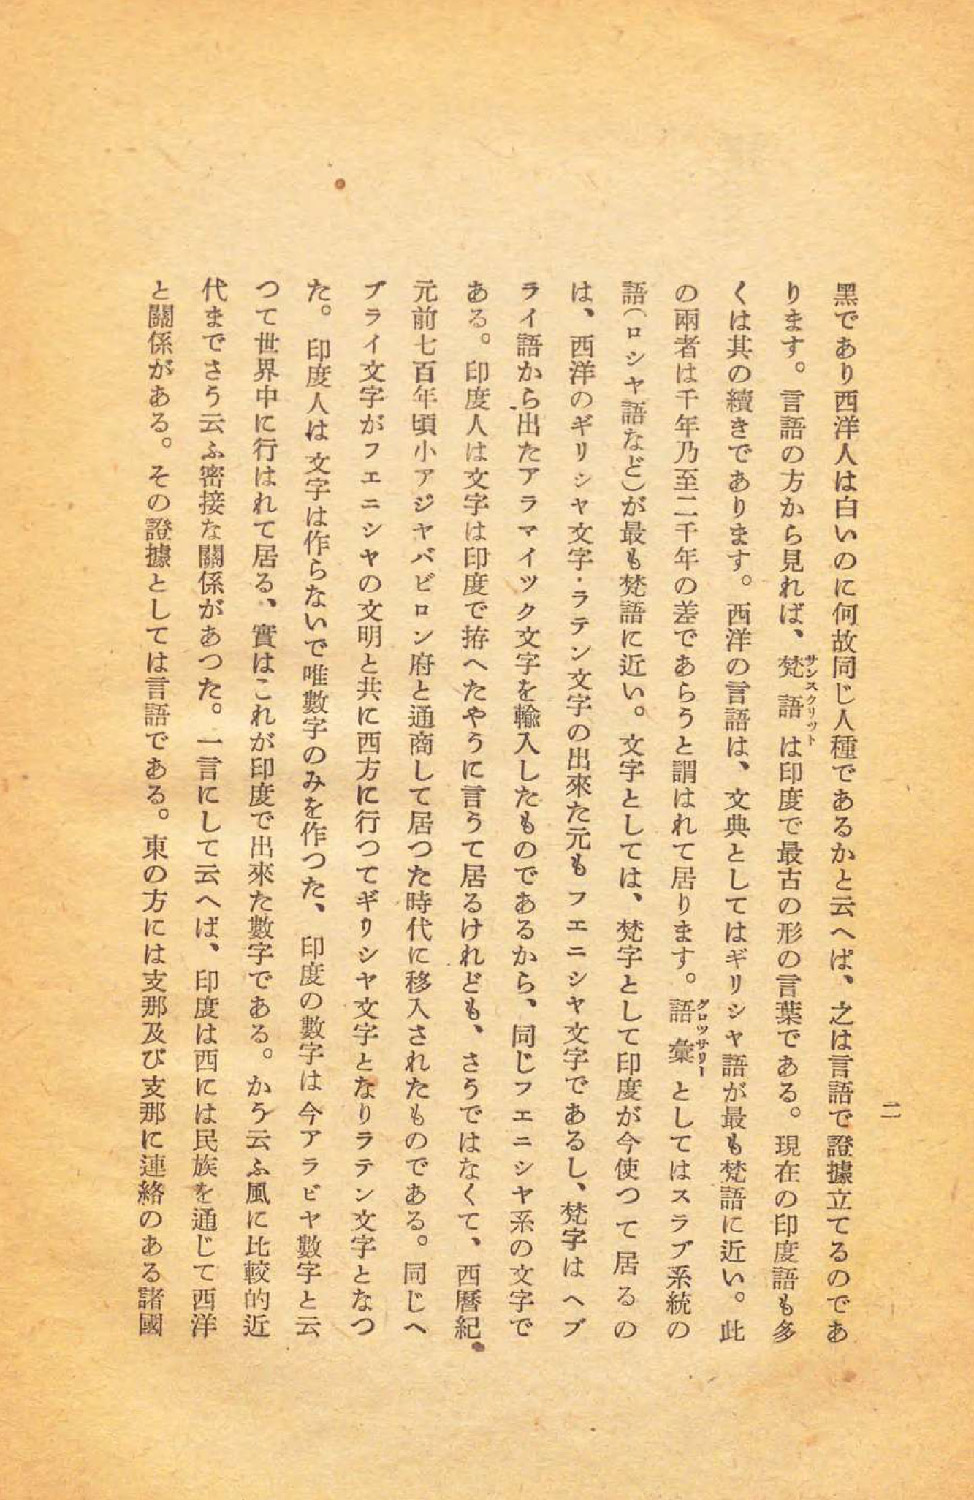 二
黑であり西洋人は白いのに何故同じ人種であるかと云へば、之は言語で證據立てるのであ
ります。言語の方から見れば、梵語は印度で最古の形の言葉である。現在の印度語も多
サンスクリット
くは其の續きであります。西洋の言語は、文典としてはギリシャ語が最も梵語に近い。此
の兩者は千年乃至二千年の差であらうと謂はれて居ります。語彙としてはスラブ系統の
グロッサリー
語(ロシヤ語など)が最も梵語に近い。文字としては、梵字として印度が今使つて居るの
は、西洋のギリシャ文字・ラテン文字の出來た元もフエニシヤ文字であるし、梵字はヘブ
ライ語から出たアラマイツク文字を輸入したものであるから、同じフエニシヤ系の文字で
ある。印度人は文字は印度で拵へたやうに言うて居るけれども、さうではなくて、西曆紀
元前七百年頃小アジヤバビロン府と通商して居つた時代に移入されたものである。同じヘ
ブライ文字がフエニシヤの文明と共に西方に行つてギリシヤ文字となりラテン文字となつ
た。印度人は文字は作らないで唯數字のみを作つた、印度の數字は今アラビヤ數字と云
つて世界中に行はれて居る、實はこれが印度で出來た數字である。かう云ふ風に比較的近
代までさう云ふ密接な關係があつた。一言にして云へば、印度は西には民族を通じて西洋
と關係がある。その證據としては言語である。東の方には支那及び支那に連絡のある諸國